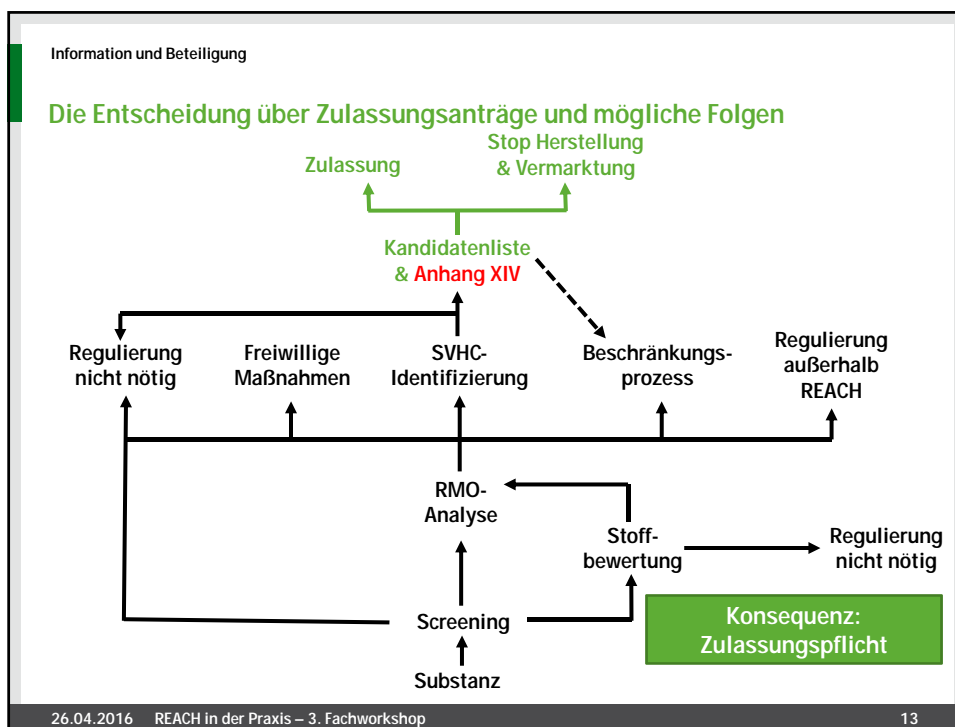 Information und Beteiligung
Die Entscheidung über Zulassungsanträge und mögliche Folgen
Zulassung
Stop Herstellung
& Vermarktung
Kandidatenliste
& Anhang XIV
Regulierung
nicht nötig
Freiwillige
Maßnahmen
SVHC-
Identifizierung
Beschränkungs-
prozess
Regulierung
außerhalb
REACH
RMO-
Analyse
Stoff-
bewertung
Regulierung
nicht nötig
Screening
Konsequenz:
Zulassungspflicht
Substanz
26.04.2016 REACH in der Praxis – 3. Fachworkshop 13